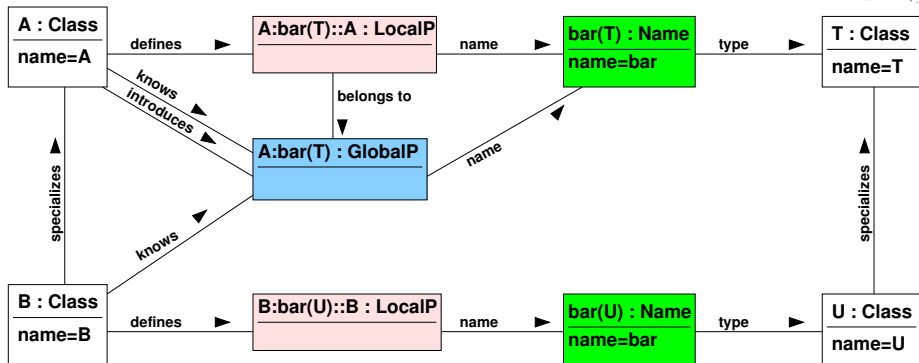 A : Class
name=A
defines
A:bar(T)::A : LocalP
name
bar(T) : Name
name=bar
type
T : Class
name=T
knows
introduces
belongs to
A:bar(T) : GlobalP
name
specializes
specializes
knows
B : Class
name=B
defines
B:bar(U)::B : LocalP
name
bar(U) : Name
name=bar
type
U : Class
name=U